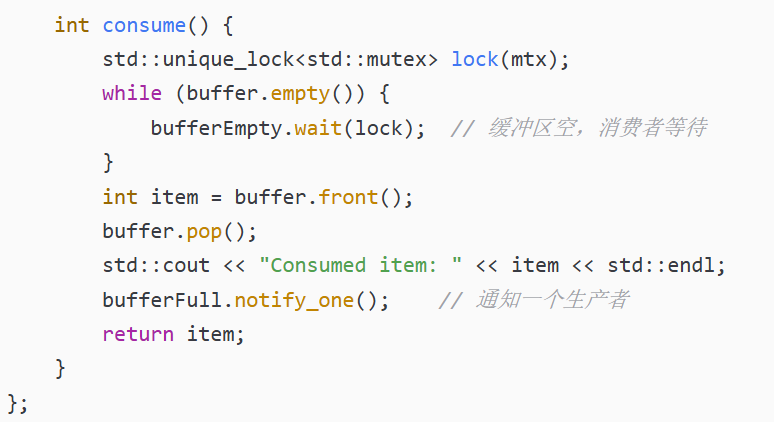 int consume() {
std::unique_lock<std::mutex> lock(mtx);
while (buffer.empty()) {
bufferEmpty.wait(lock);  // 缓冲区空，消费者等待
}
int item = buffer.front();
buffer.pop();
std::cout << "Consumed item: " << item << std::endl;
bufferFull.notify_one();    // 通知一个生产者
return item;
}
};